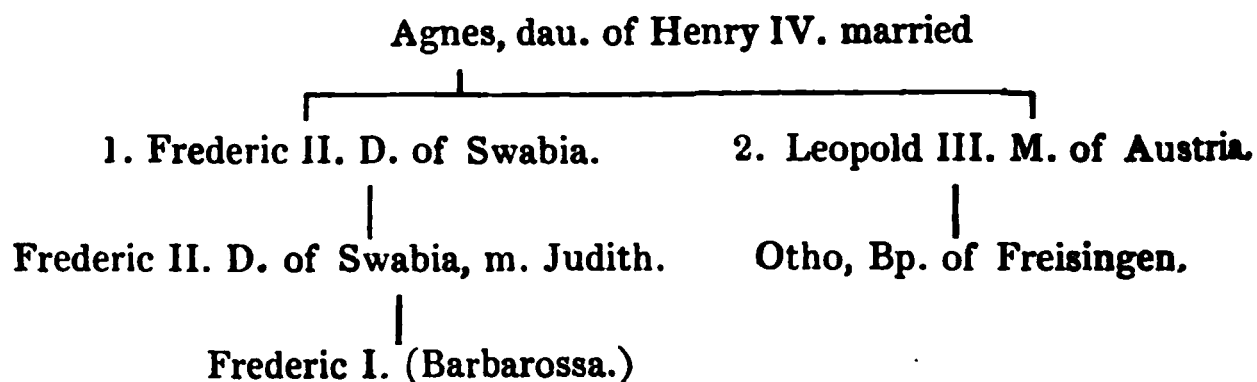 Agnes, dau. of Henry IV. married
1. Frederic II. D. of Swabia. 2. Leopold III. M. of Austria.
Frederic II. D. of Swabia, m. Judith. Otho, Bp. of Freisingen.
Frederic I. (Barbarossa.)